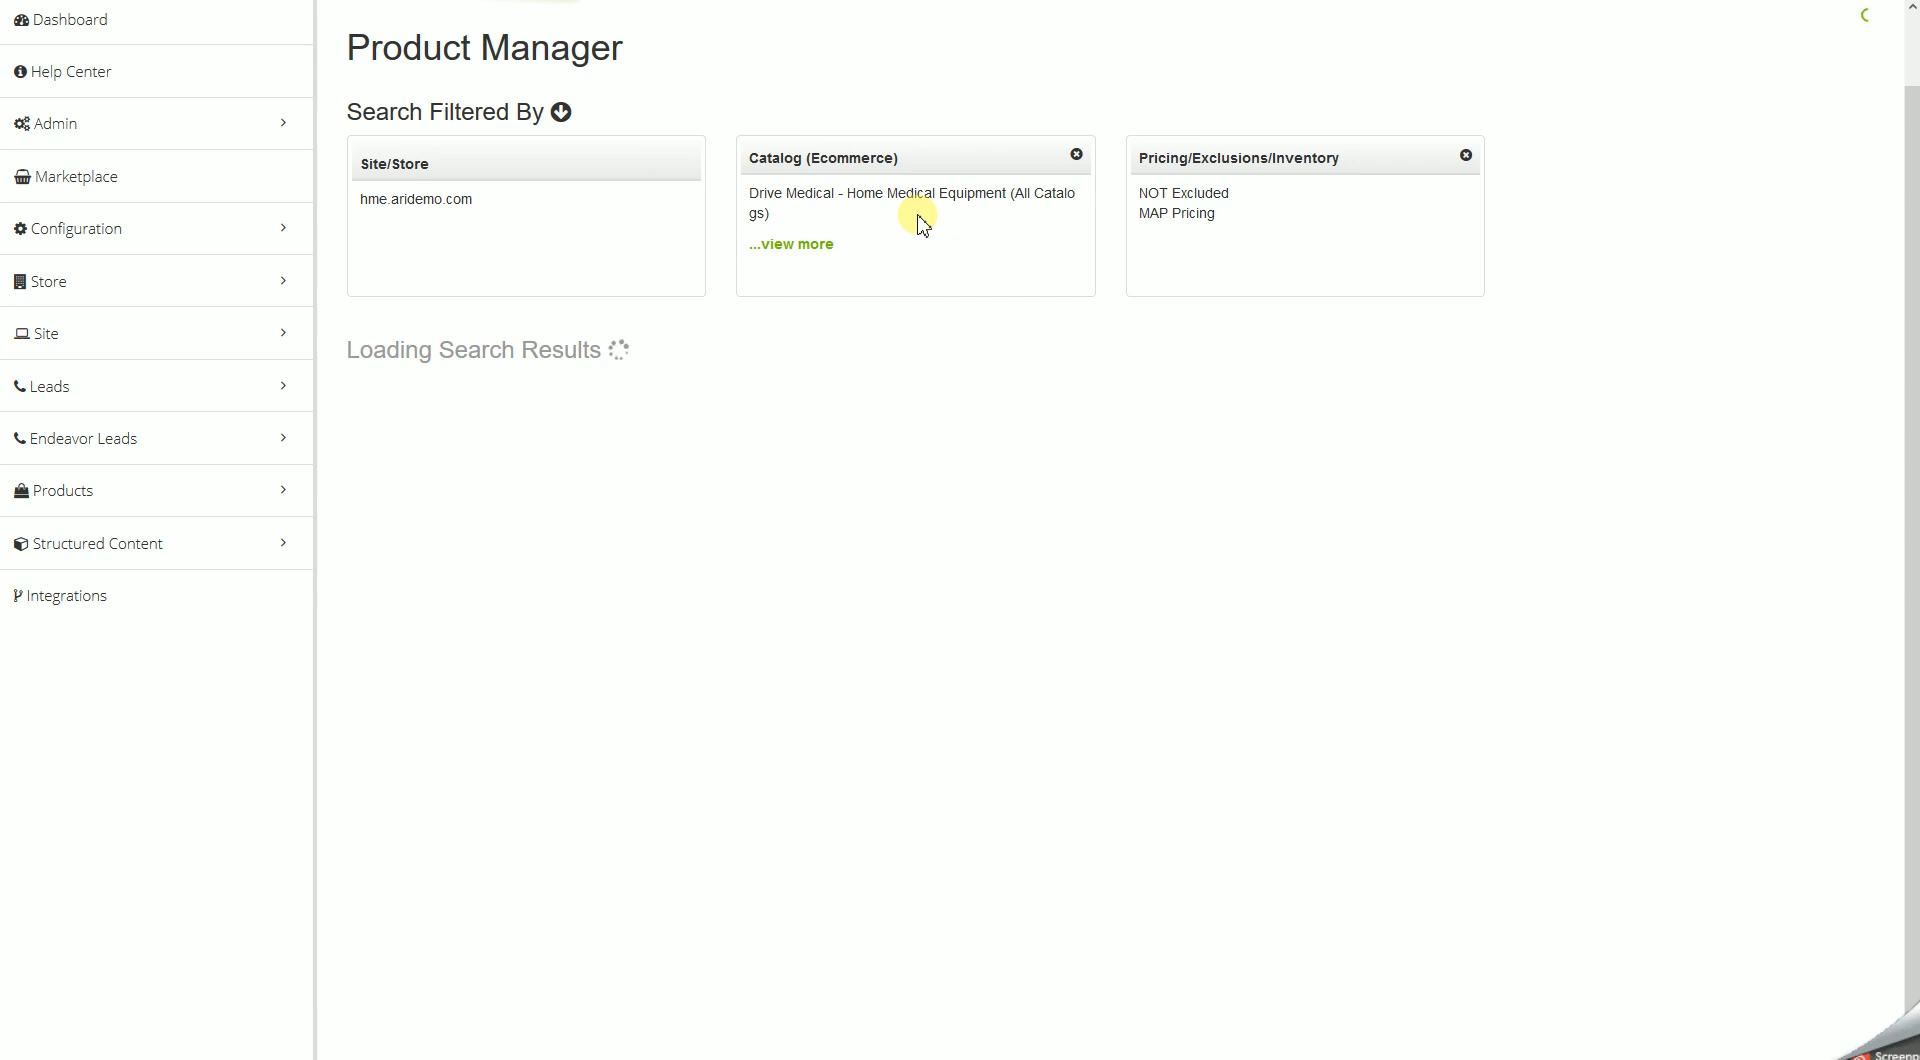 Dashboard
Help Center
Admin
Marketplace
Configuration
Store
Site
Leads
Endeavor Leads
Products
Structured Content
Integrations
Product Manager
Search Filtered By
Site/Store
hme.aridemo.com
Catalog (Ecommerce)
Drive Medical - Home Medical Equipment (All Catalo
gs)
...view more
Pricing/Exclusions/Inventory
NOT Excluded
MAP Pricing
Loading Search Results